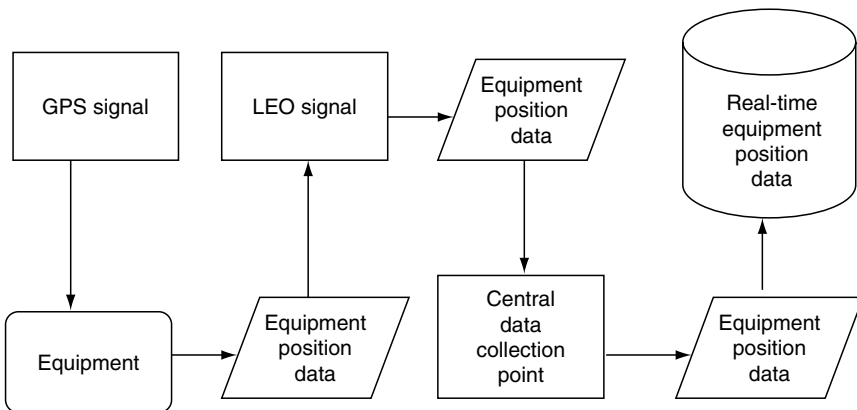 GPS signal
LEO signal
Equipment
position
data
Real-time
equipment
position
data
Equipment
Equipment
position
data
Central
data
collection
point
Equipment
position
data